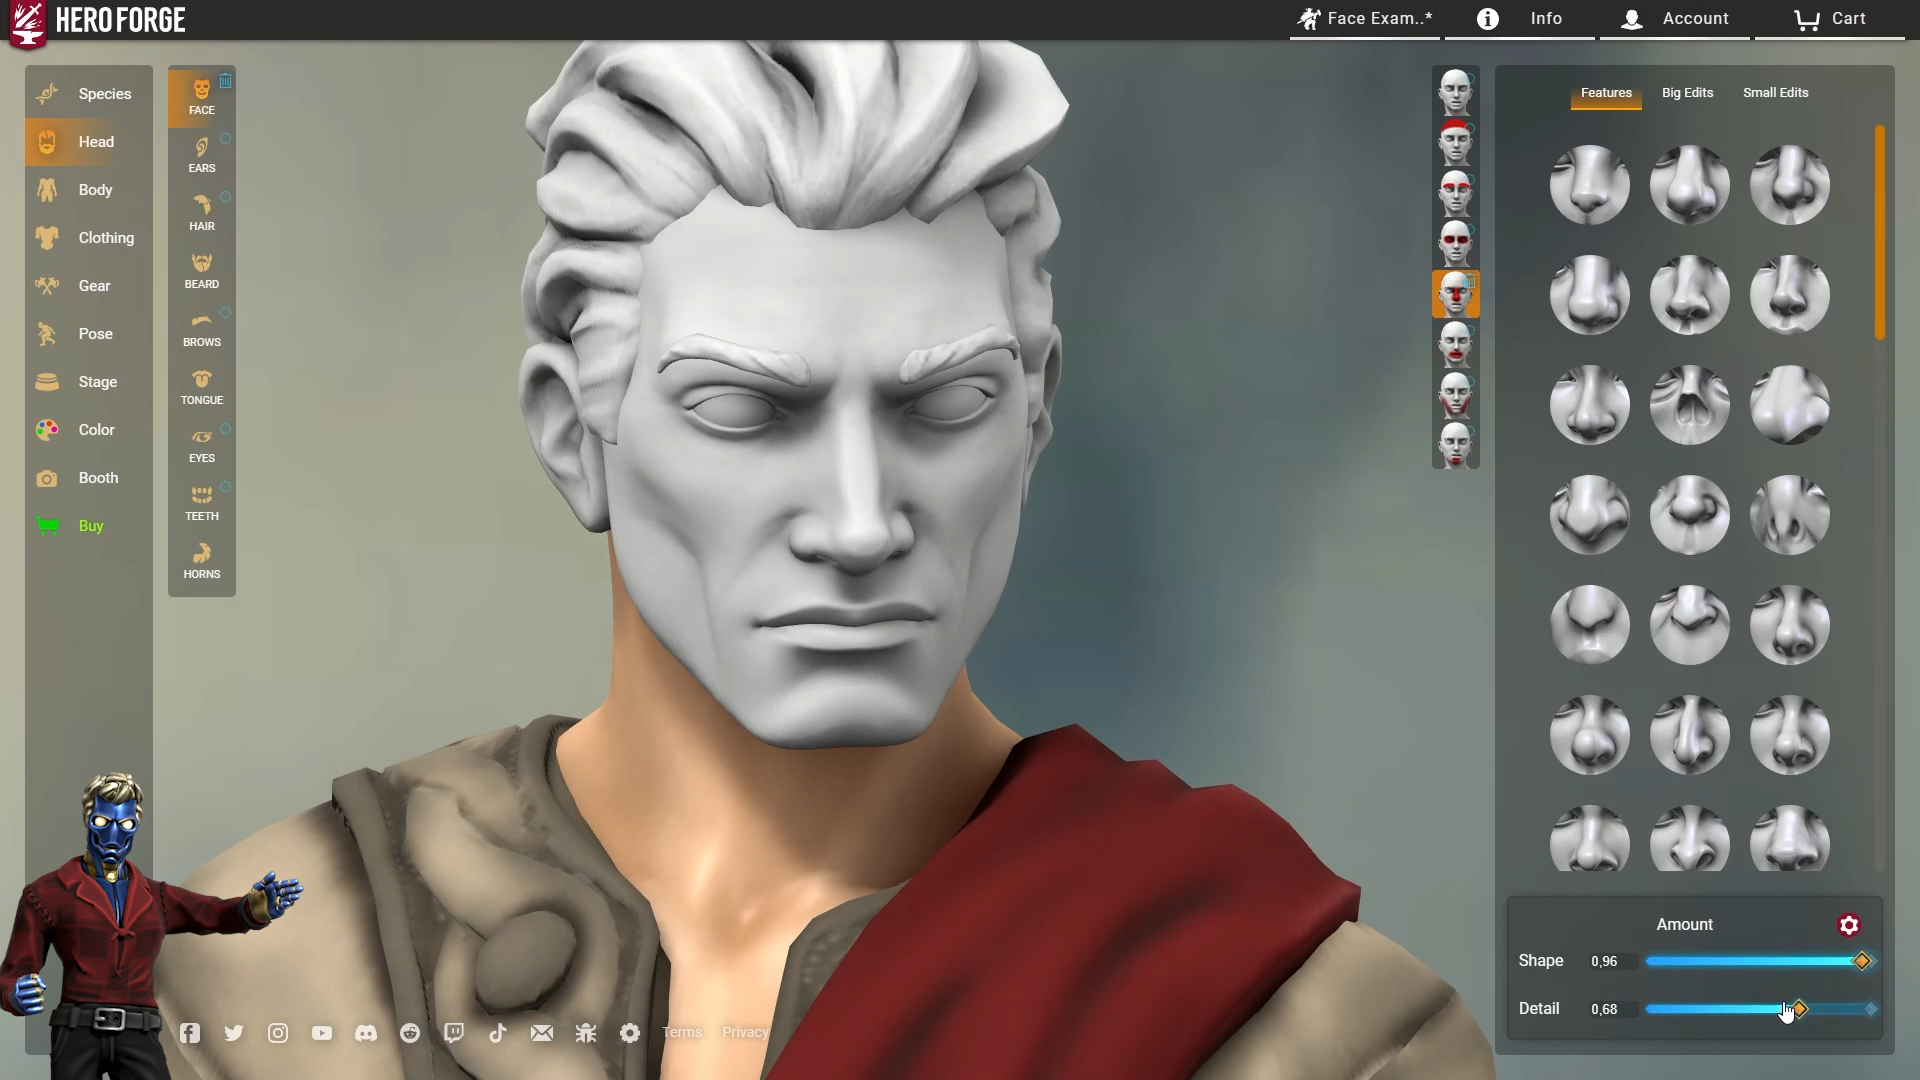 HERO FORGE
Face Exam..*
Info
Account
Cart
Species
Head
Body
Clothing
Gear
Pose
Stage
Color
Booth
Buy
FACE
EARS
HAIR
BEARD
BROWS
TONGUE
EYES
TEETH
HORNS
Features
Big Edits
Small Edits
Amount
Shape 0,96
Detail 0,68
Terms
Privacy